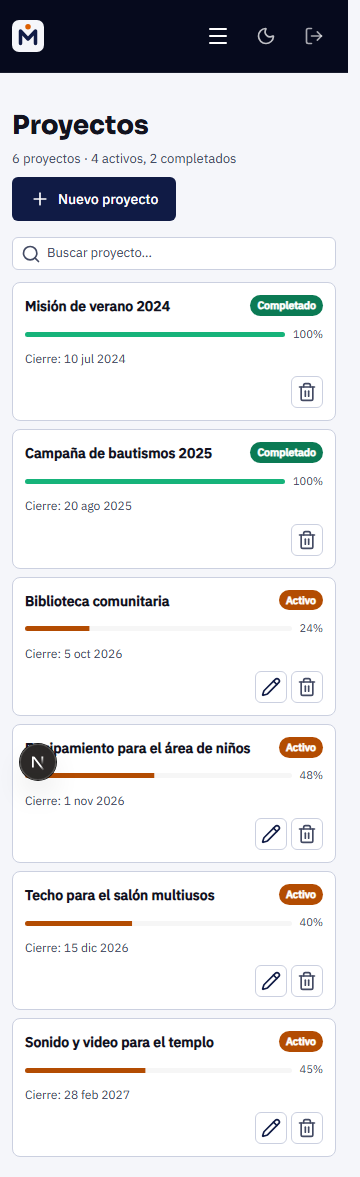 M
Proyectos
6 proyectos · 4 activos, 2 completados
Nuevo proyecto
Buscar proyecto...
Misión de verano 2024 Completado
100%
Cierre: 10 jul 2024
Campaña de bautismos 2025 Completado
100%
Cierre: 20 ago 2025
Biblioteca comunitaria Activo
24%
Cierre: 5 oct 2026
para el área de niños Activo
N
48%
Cierre: 1 nov 2026
Techo para el salón multiusos Activo
40%
Cierre: 15 dic 2026
Sonido y video para el templo Activo
45%
Cierre: 28 feb 2027